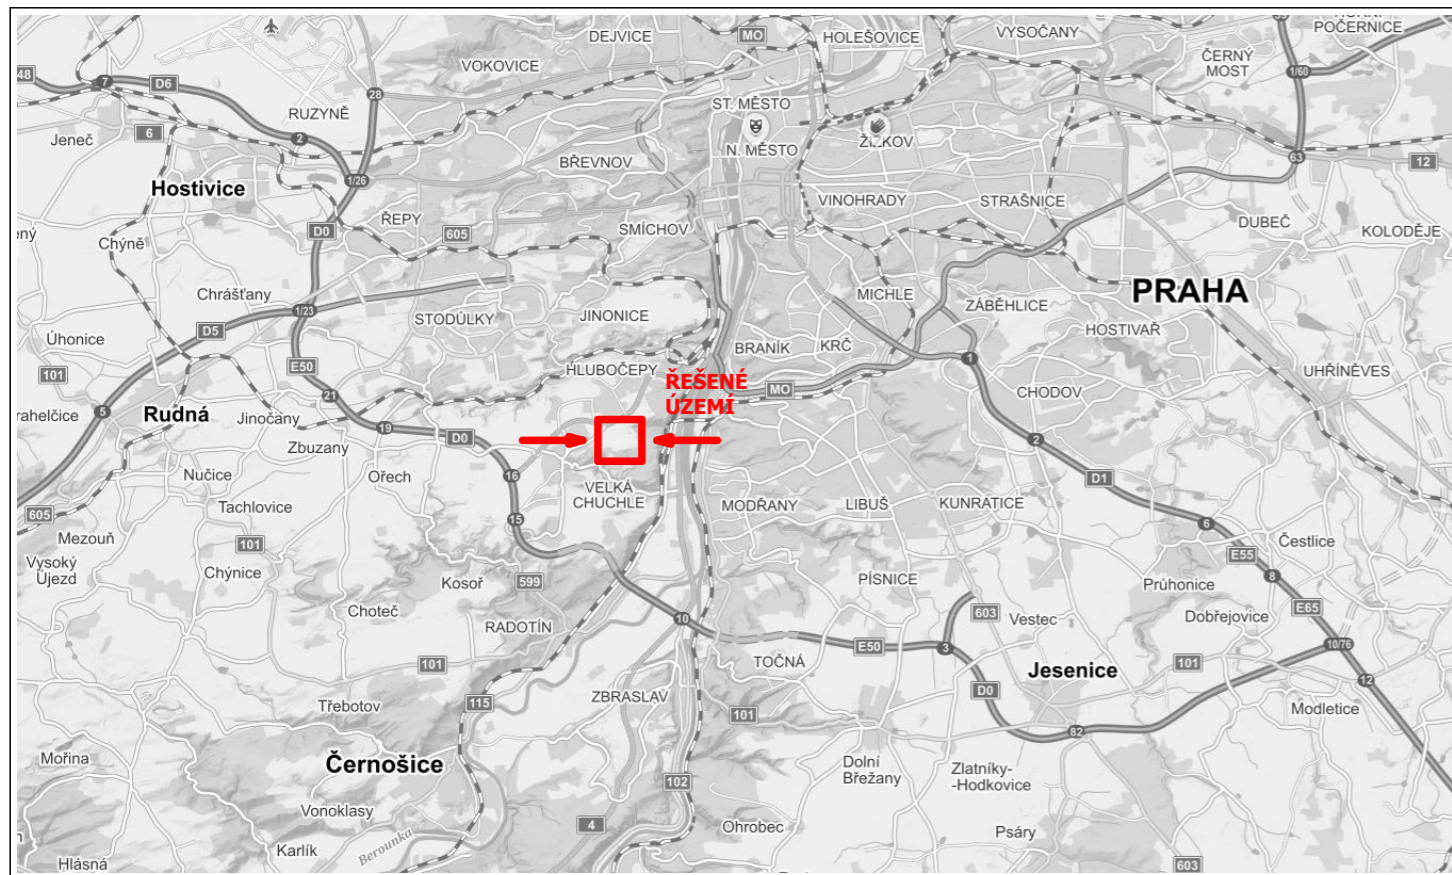 DEJVICE
MO
HOLEŠOVICE
VYSOČANY
POČERNICE
ČERNÝ
MOST
VOKOVICE
1/60
48
7
D6
28
RUZYNĚ
ST. MĚSTO
N. MĚSTO
ŽIŽKOV
Jeneč
6
2
BŘEVNOV
63
12
Hostivice
1/26
ŘEPY
VINOHRADY
STRAŠNICE
DUBEČ
KOLODĚJE
Chýně
D0
605
SMÍCHOV
PRAHA
Chrášťany
1/23
MICHLE
ZÁBĚHLICE
STODŮLKY
JINONICE
D5
HOSTIVAŘ
Úhonice
BRANÍK
KRČ
1
101
E50
HLUBOČEPY
UHŘÍNĚVES
ŘEŠENÉ
ÚZEMÍ
MO
CHODOV
21
5
Rudná
Jinočany
19
D0
Zbuzany
2
Nučice
Ořech
16
VELKÁ
CHUCHLE
D1
Tachlovice
MODŘANY
LIBUŠ
KUNRATICE
605
15
6
Mezouň
101
Čestlice
E55
Vysoký
Újezd
Chýnice
Kosoř
599
PÍSNICE
Průhonice
8
Choteč
603
Vestec
Dobřejovice
E65
RADOTÍN
10
101
TOČNÁ
E50
3
10/76
Jesenice
101
12
115
ZBRASLAV
D0
Třebotov
101
Modletice
82
Mořina
Černošice
Dolní
Břežany
Zlatníky-
-Hodkovice
102
Vonoklasy
4
Ohrobec
Psáry
Karlík
Berounka
Hlásná
603